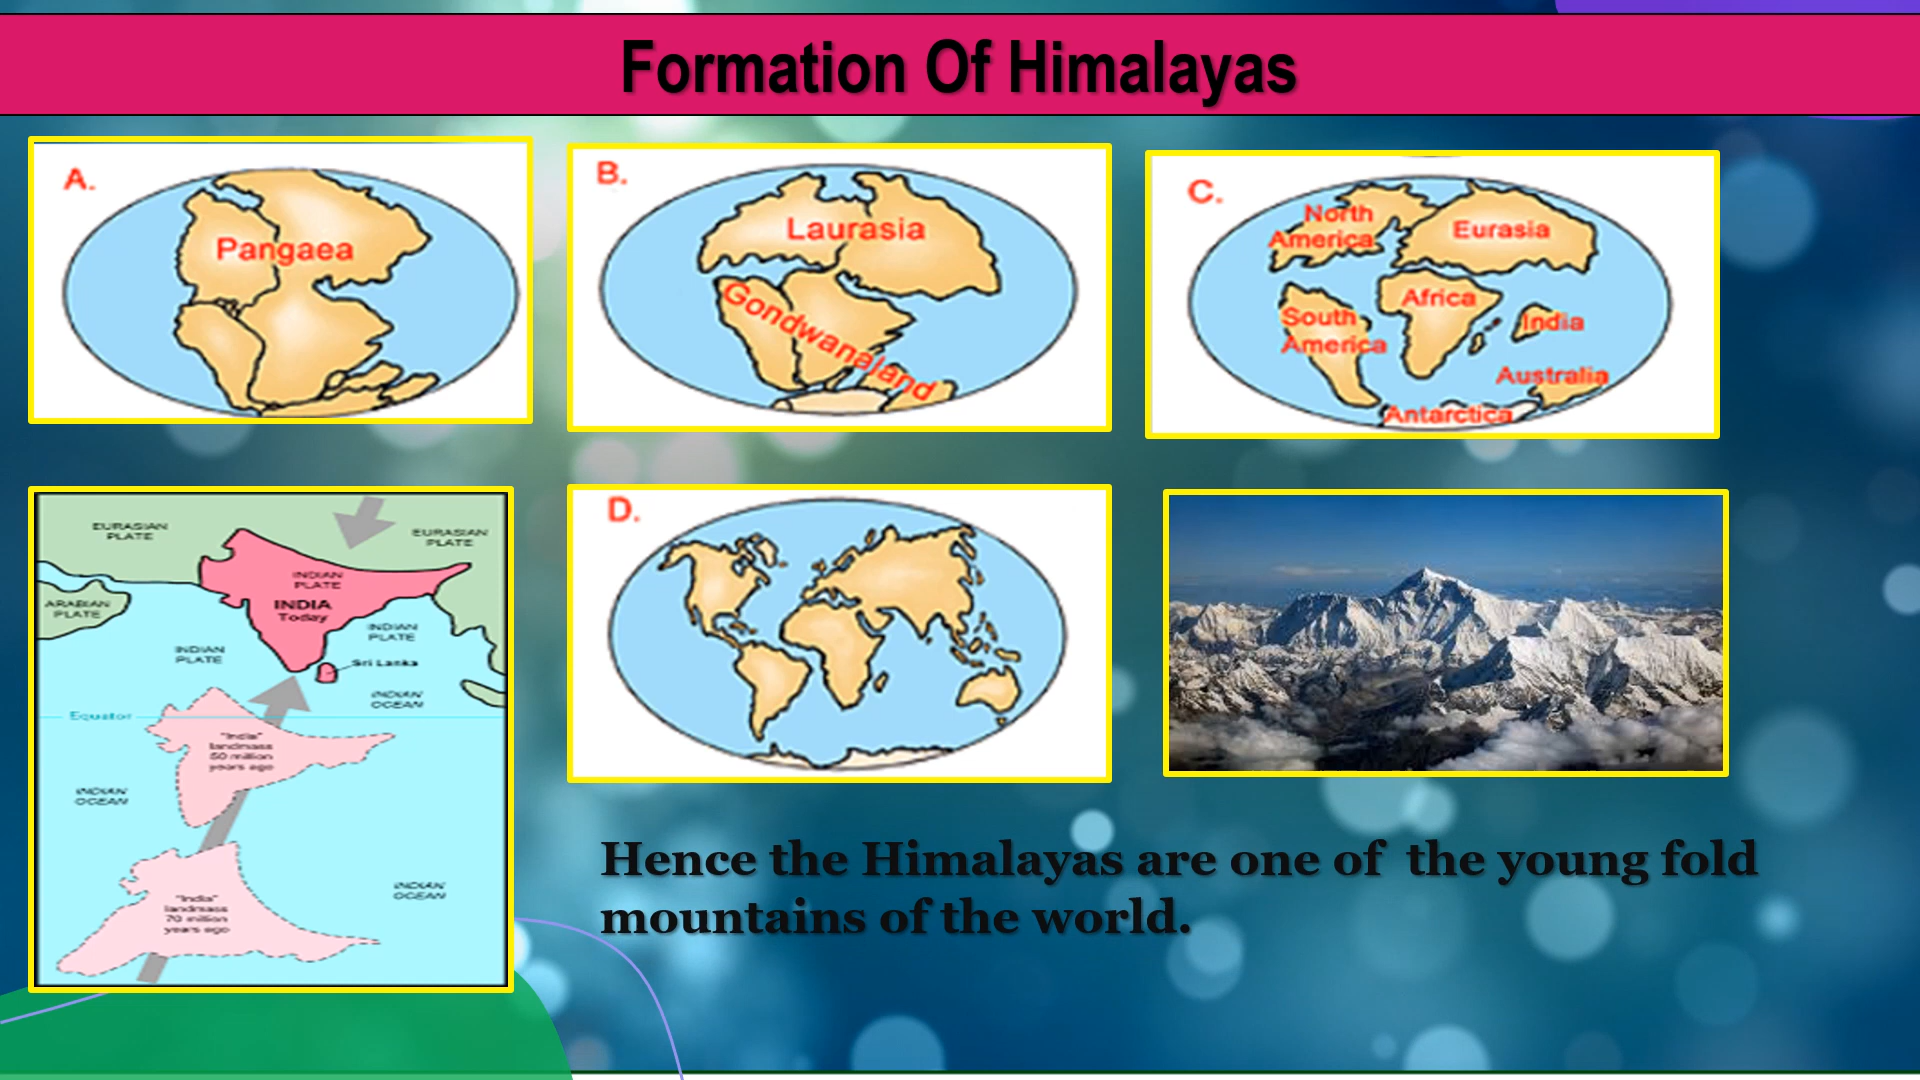 Formation Of Himalayas
A.
Pangaea
B.
Laurasia
Gondwanaland
C.
North
America
Eurasia
Africa
South
America
India
Australia
Antarctica
EURASIAN
PLATE
EURASIAN
PLATE
INDIAN
PLATE
ARABIAN
PLATE
INDIA
Today
INDIAN
PLATE
INDIAN
PLATE
Sri Lanka
INDIAN
OCEAN
Equator
"India"
landmass
50 million
years ago
INDIAN
OCEAN
INDIAN
OCEAN
"India"
landmass
70 million
years ago
D.
Hence the Himalayas are one of the young fold
mountains of the world.